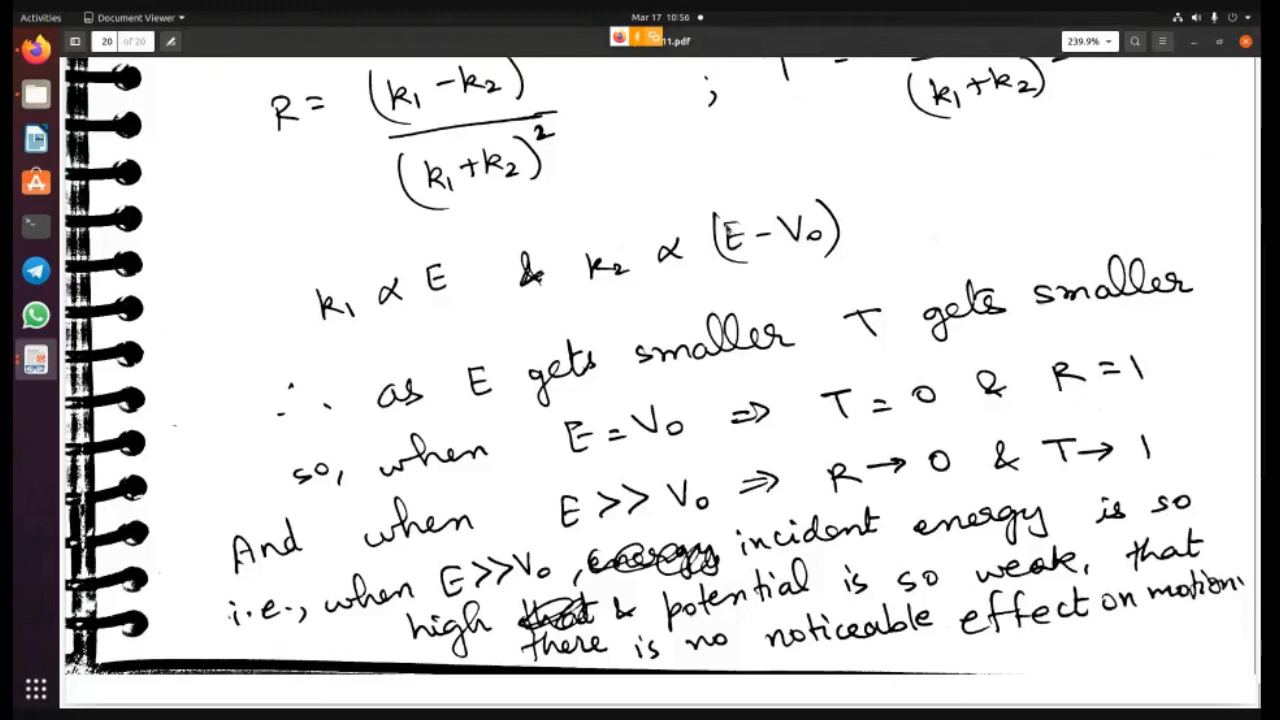 Activities Document Viewer Mar 17 10:56
20 of 20 11.pdf 239.9%
R = (k₁ - k₂) / (k₁ + k₂)² ; (k₁ + k₂)
k₁ ∝ E & k₂ ∝ (E - V₀)
∴ as E gets smaller T gets smaller
so, when E = V₀ ⇒ T = 0 & R = 1
And when E >> V₀ ⇒ R → 0 & T → 1
i.e., when E >> V₀, incident energy is so
high & potential is so weak, that
there is no noticeable effect on motion.